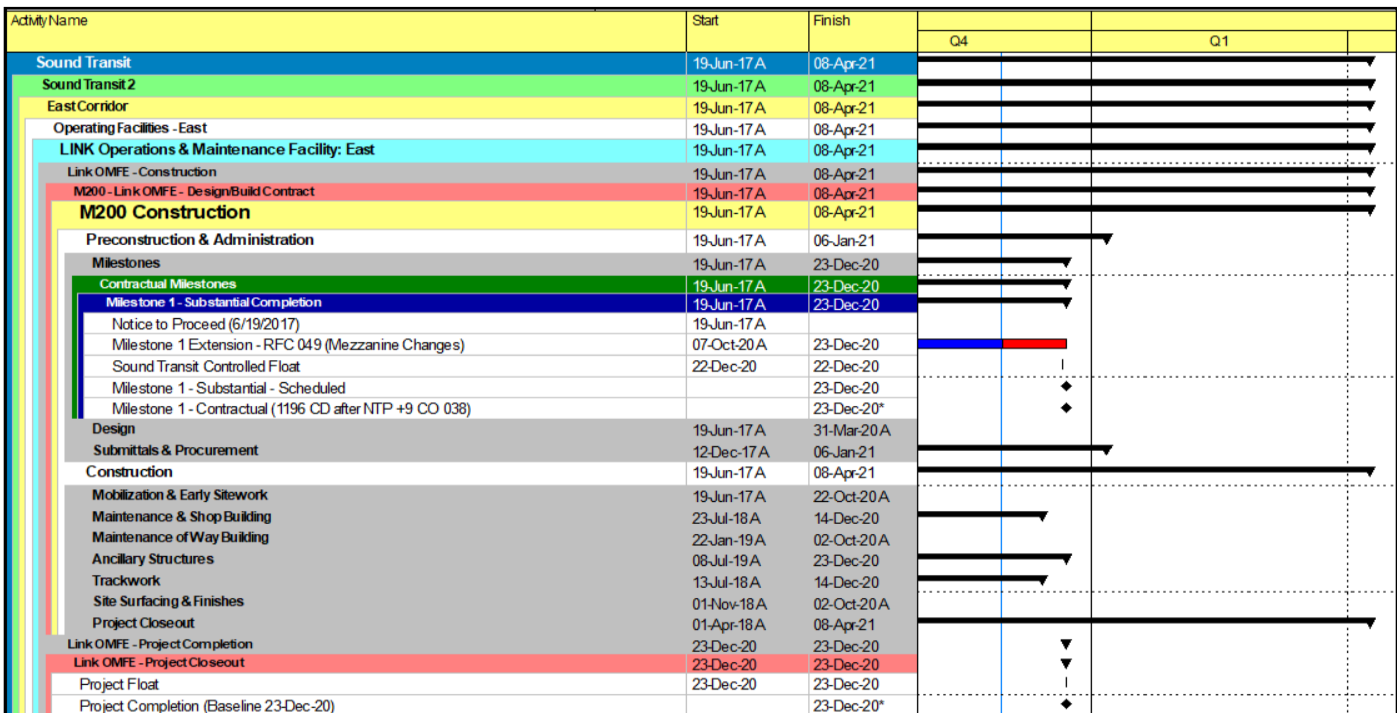 Activity Name Start Finish
Q4 Q1
Sound Transit 19-Jun-17 A 08-Apr-21
Sound Transit 2 19-Jun-17 A 08-Apr-21
East Corridor 19-Jun-17 A 08-Apr-21
Operating Facilities - East 19-Jun-17 A 08-Apr-21
LINK Operations & Maintenance Facility: East 19-Jun-17 A 08-Apr-21
Link OMFE - Construction 19-Jun-17 A 08-Apr-21
M200 - Link OMFE - Design/Build Contract 19-Jun-17 A 08-Apr-21
M200 Construction 19-Jun-17 A 08-Apr-21
Preconstruction & Administration 19-Jun-17 A 06-Jan-21
Milestones 19-Jun-17 A 23-Dec-20
Contractual Milestones 19-Jun-17 A 23-Dec-20
Milestone 1 - Substantial Completion 19-Jun-17 A 23-Dec-20
Notice to Proceed (6/19/2017) 19-Jun-17 A
Milestone 1 Extension - RFC 049 (Mezzanine Changes) 07-Oct-20 A 23-Dec-20
Sound Transit Controlled Float 22-Dec-20 22-Dec-20
Milestone 1 - Substantial - Scheduled 23-Dec-20
Milestone 1 - Contractual (1196 CD after NTP +9 CO 038) 23-Dec-20*
Design 19-Jun-17 A 31-Mar-20 A
Submittals & Procurement 12-Dec-17 A 06-Jan-21
Construction 19-Jun-17 A 08-Apr-21
Mobilization & Early Sitework 19-Jun-17 A 22-Oct-20 A
Maintenance & Shop Building 23-Jul-18 A 14-Dec-20
Maintenance of Way Building 22-Jan-19 A 02-Oct-20 A
Ancillary Structures 08-Jul-19 A 23-Dec-20
Trackwork 13-Jul-18 A 14-Dec-20
Site Surfacing & Finishes 01-Nov-18 A 02-Oct-20 A
Project Closeout 01-Apr-18 A 08-Apr-21
Link OMFE - Project Completion 23-Dec-20 23-Dec-20
Link OMFE - Project Closeout 23-Dec-20 23-Dec-20
Project Float 23-Dec-20 23-Dec-20
Project Completion (Baseline 23-Dec-20) 23-Dec-20*